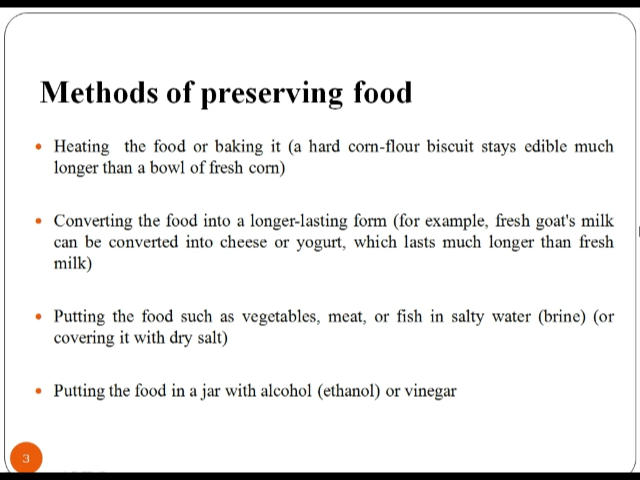 Methods of preserving food
• Heating the food or baking it (a hard corn-flour biscuit stays edible much
longer than a bowl of fresh corn)
• Converting the food into a longer-lasting form (for example, fresh goat's milk
can be converted into cheese or yogurt, which lasts much longer than fresh
milk)
• Putting the food such as vegetables, meat, or fish in salty water (brine) (or
covering it with dry salt)
• Putting the food in a jar with alcohol (ethanol) or vinegar
3